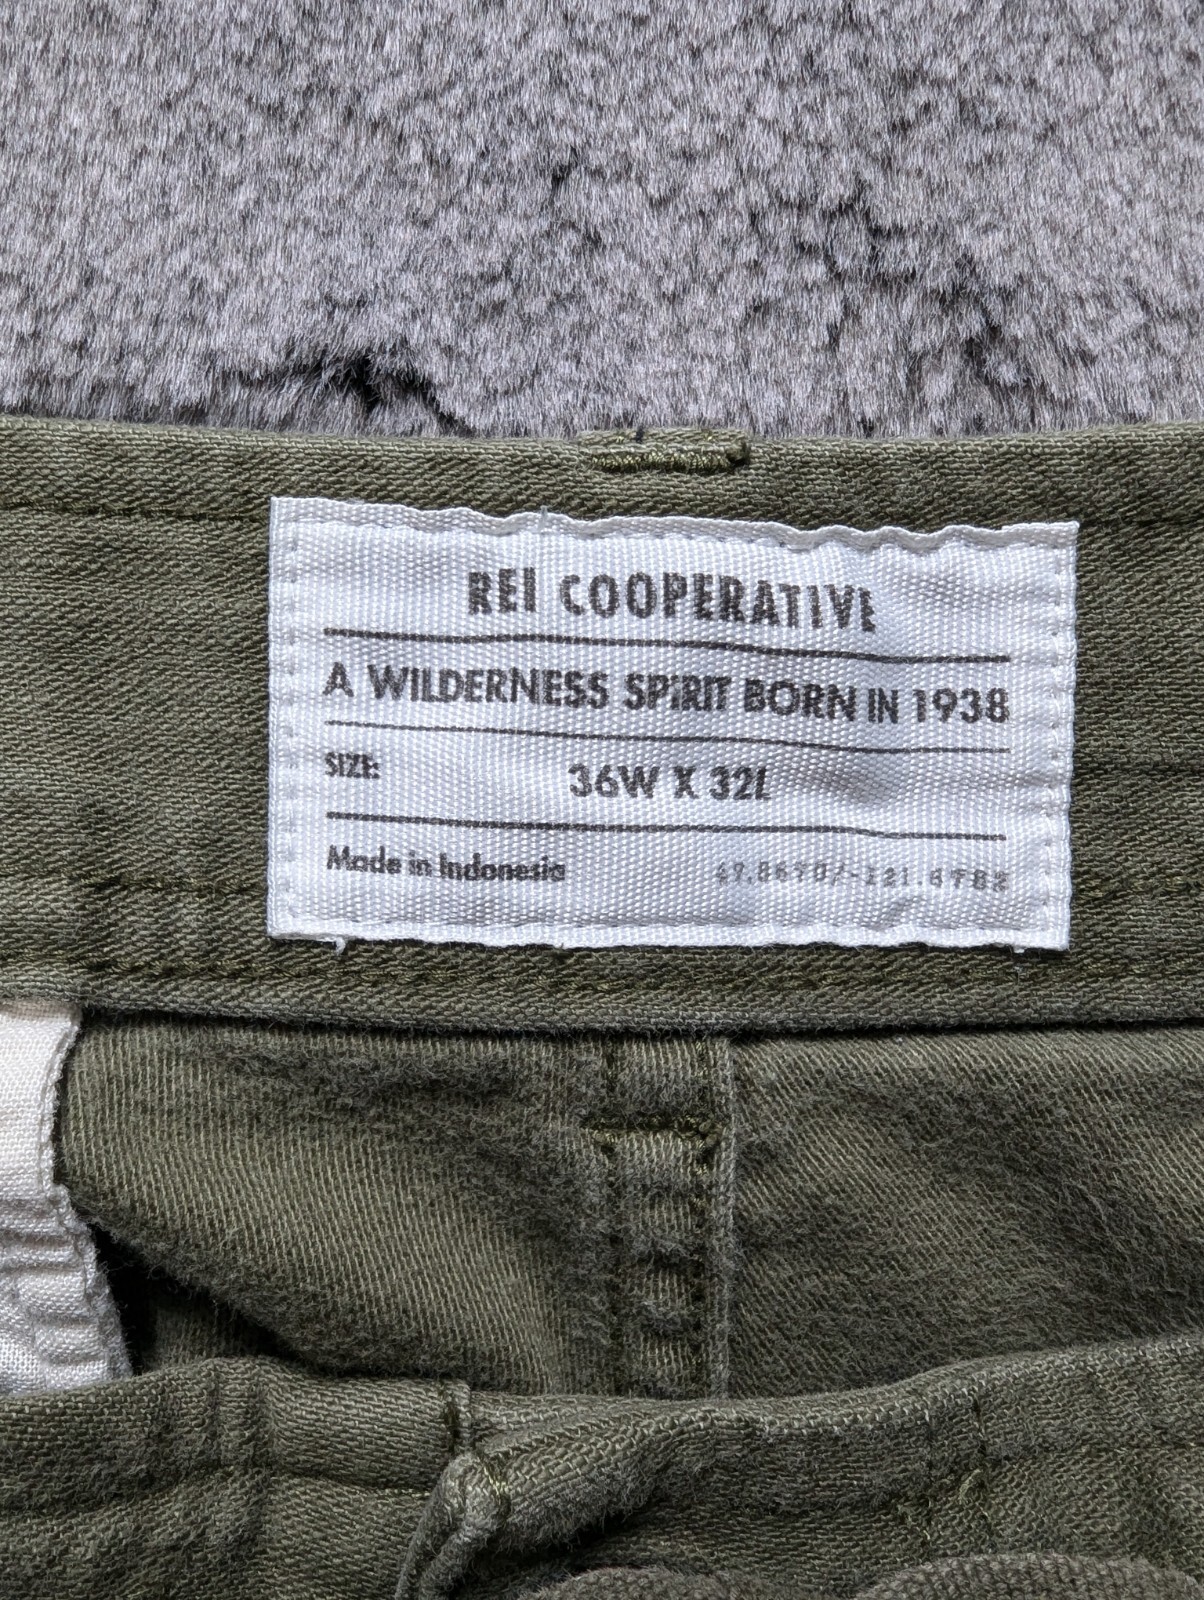 REI COOPERATIVE
A WILDERNESS SPIRIT BORN IN 1938
SIZE: 36W X 32L
Made in Indonesia